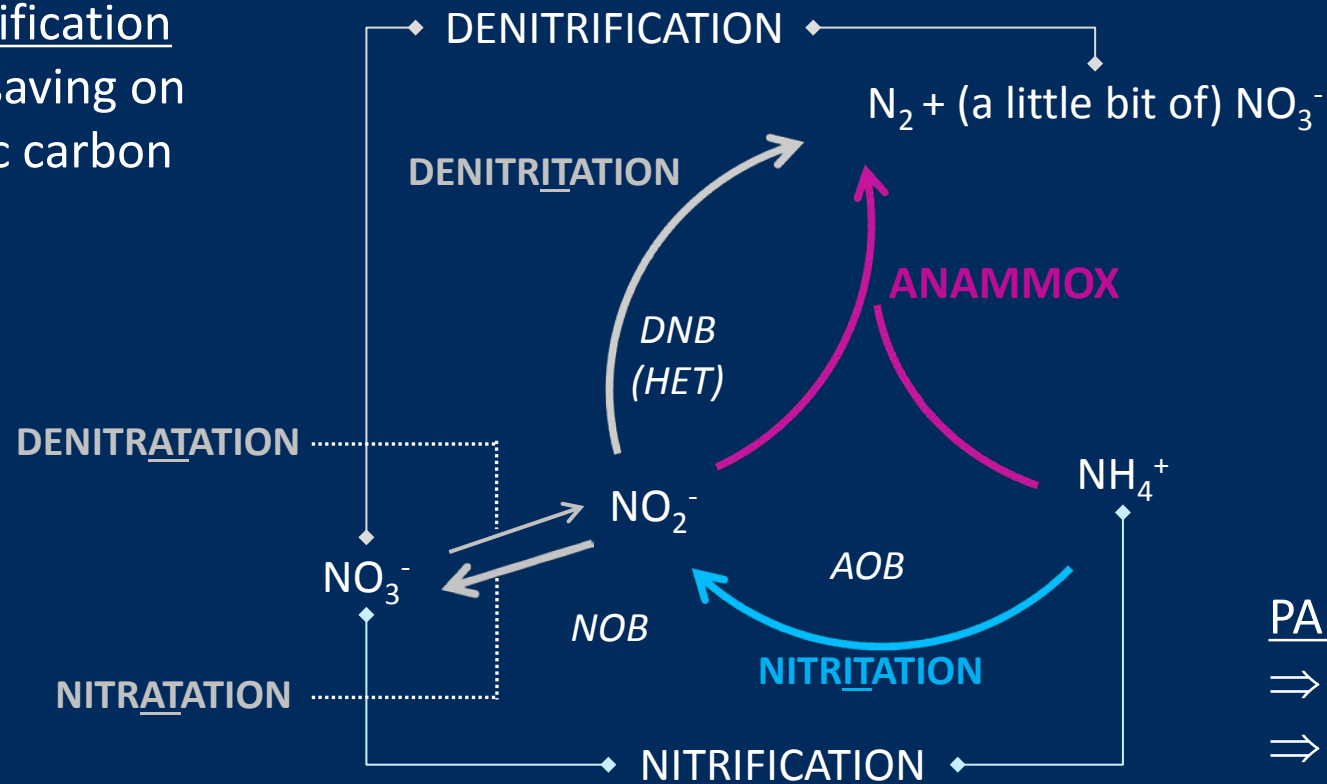 ification
saving on
c carbon
DENITRIFICATION
N₂ + (a little bit of) NO₃⁻
DENITRITATION
ANAMMOX
DNB
(HET)
DENITRATATION
NH₄⁺
NO₂⁻
NO₃⁻
AOB
NOB
NITRITATION
NITRATATION
NITRIFICATION
PA
⇒
⇒